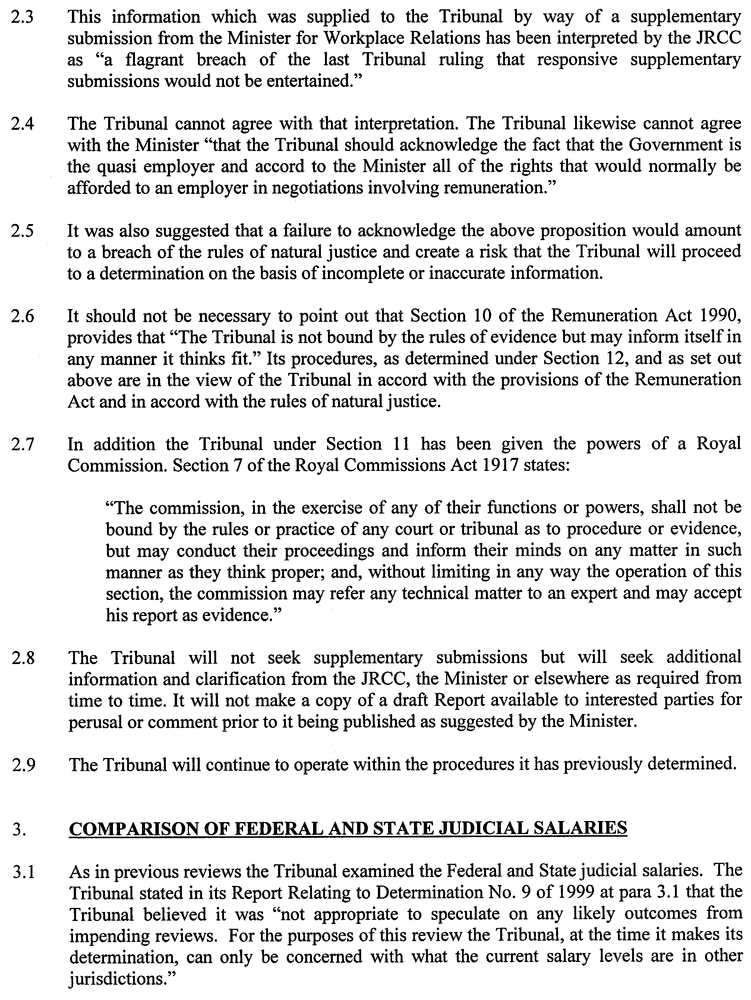 2.3 This information which was supplied to the Tribunal by way of a supplementary
submission from the Minister for Workplace Relations has been interpreted by the JRCC
as “a flagrant breach of the last Tribunal ruling that responsive supplementary
submissions would not be entertained.”
2.4 The Tribunal cannot agree with that interpretation. The Tribunal likewise cannot agree
with the Minister “that the Tribunal should acknowledge the fact that the Government is
the quasi employer and accord to the Minister all of the rights that would normally be
afforded to an employer in negotiations involving remuneration.”
2.5 It was also suggested that a failure to acknowledge the above proposition would amount
to a breach of the rules of natural justice and create a risk that the Tribunal will proceed
to a determination on the basis of incomplete or inaccurate information.
2.6 It should not be necessary to point out that Section 10 of the Remuneration Act 1990,
provides that “The Tribunal is not bound by the rules of evidence but may inform itself in
any manner it thinks fit.” Its procedures, as determined under Section 12, and as set out
above are in the view of the Tribunal in accord with the provisions of the Remuneration
Act and in accord with the rules of natural justice.
2.7 In addition the Tribunal under Section 11 has been given the powers of a Royal
Commission. Section 7 of the Royal Commissions Act 1917 states:
“The commission, in the exercise of any of their functions or powers, shall not be
bound by the rules or practice of any court or tribunal as to procedure or evidence,
but may conduct their proceedings and inform their minds on any matter in such
manner as they think proper; and, without limiting in any way the operation of this
section, the commission may refer any technical matter to an expert and may accept
his report as evidence.”
2.8 The Tribunal will not seek supplementary submissions but will seek additional
information and clarification from the JRCC, the Minister or elsewhere as required from
time to time. It will not make a copy of a draft Report available to interested parties for
perusal or comment prior to it being published as suggested by the Minister.
2.9 The Tribunal will continue to operate within the procedures it has previously determined.
3. COMPARISON OF FEDERAL AND STATE JUDICIAL SALARIES
3.1 As in previous reviews the Tribunal examined the Federal and State judicial salaries. The
Tribunal stated in its Report Relating to Determination No. 9 of 1999 at para 3.1 that the
Tribunal believed it was “not appropriate to speculate on any likely outcomes from
impending reviews. For the purposes of this review the Tribunal, at the time it makes its
determination, can only be concerned with what the current salary levels are in other
jurisdictions.”